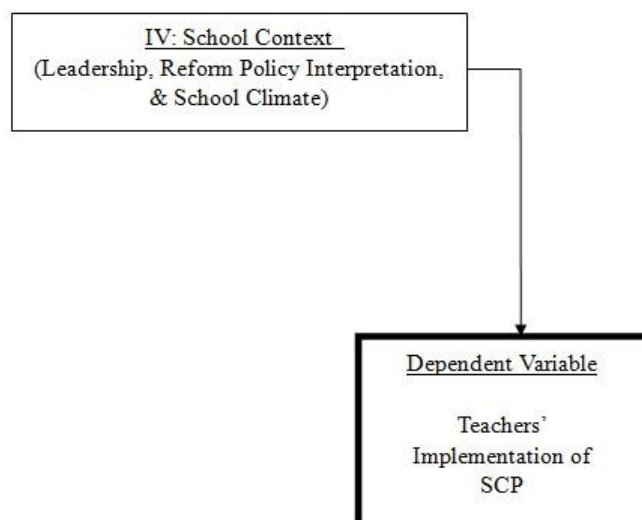 IV: School Context
(Leadership, Reform Policy Interpretation,
& School Climate)
Dependent Variable
Teachers’
Implementation of
SCP